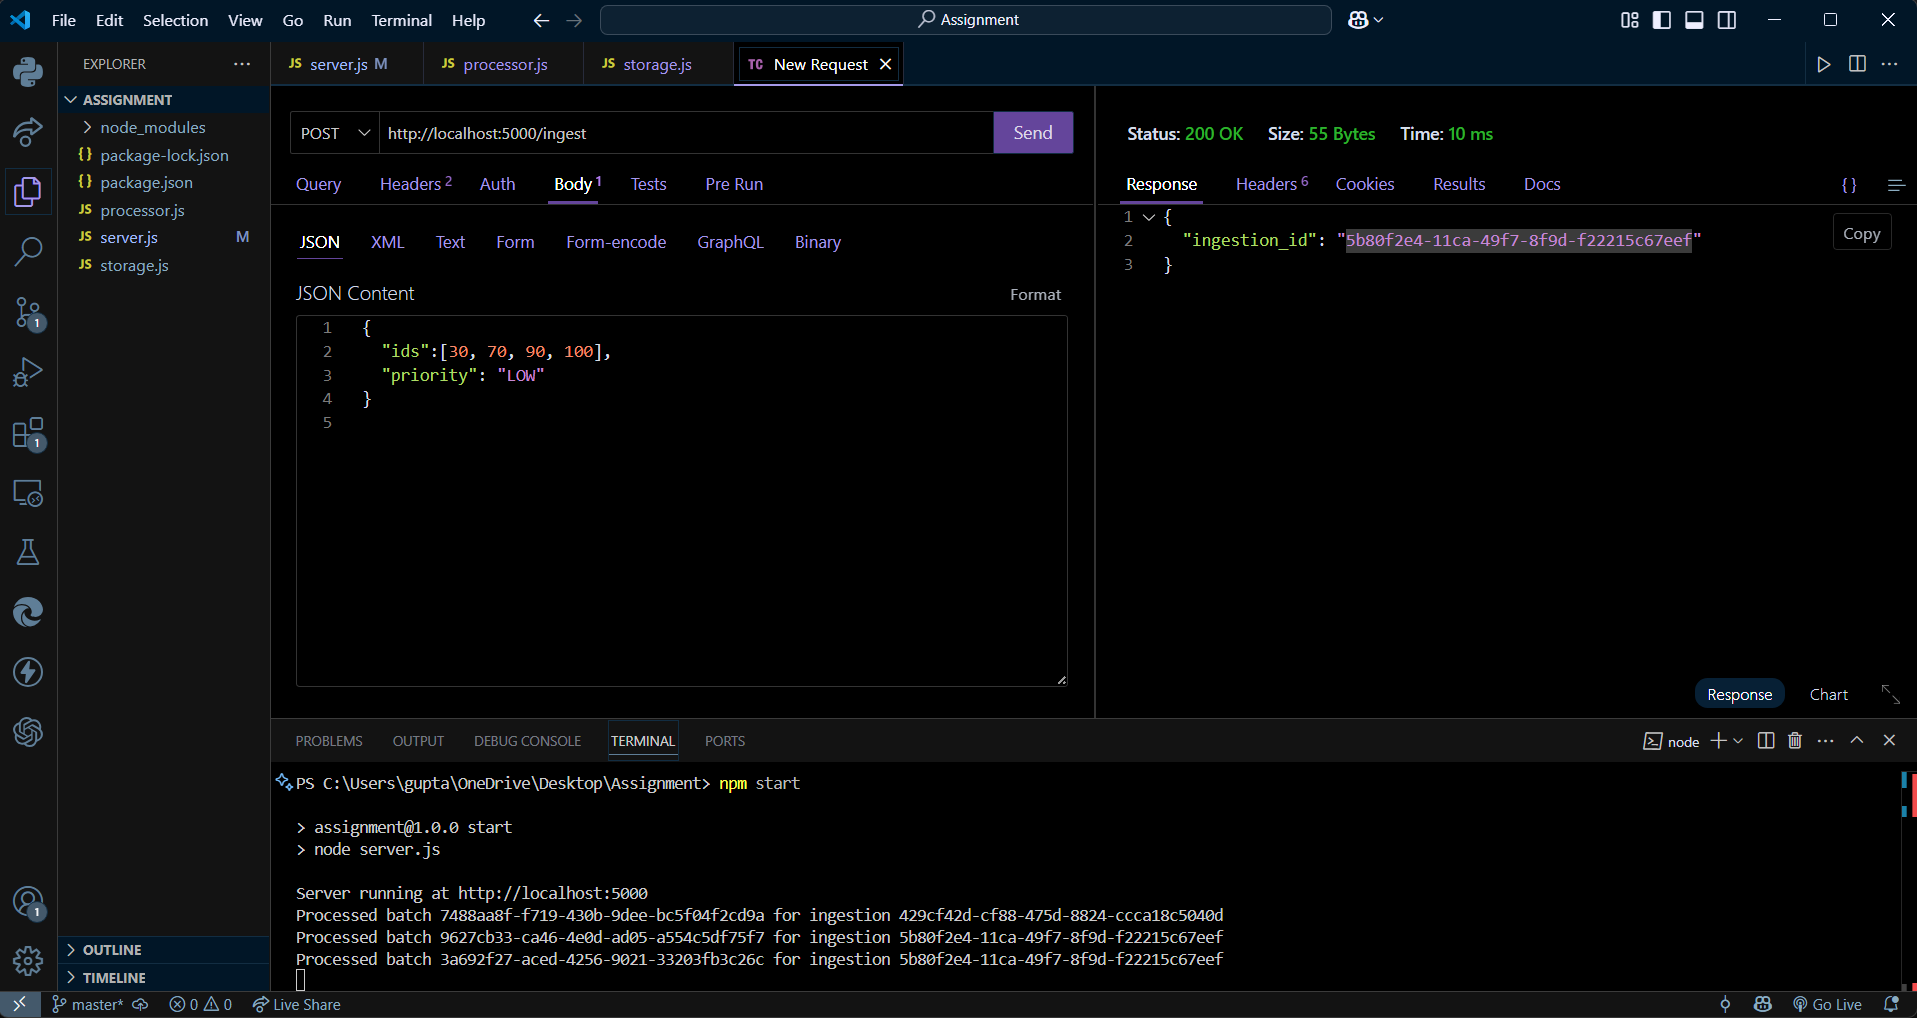 File Edit Selection View Go Run Terminal Help
Assignment
EXPLORER
ASSIGNMENT
node_modules
{} package-lock.json
{} package.json
JS processor.js
JS server.js M
JS storage.js
OUTLINE
TIMELINE
1
1
1
JS server.js M
JS processor.js
JS storage.js
TC New Request
POST http://localhost:5000/ingest Send
Query Headers 2 Auth Body 1 Tests Pre Run
JSON XML Text Form Form-encode GraphQL Binary
JSON Content Format
1 {
2 "ids":[30, 70, 90, 100],
3 "priority": "LOW"
4 }
5
Status: 200 OK Size: 55 Bytes Time: 10 ms
Response Headers 6 Cookies Results Docs {}
1 {
2 "ingestion_id": "5b80f2e4-11ca-49f7-8f9d-f22215c67eef"
3 }
Copy
Response Chart
PROBLEMS OUTPUT DEBUG CONSOLE TERMINAL PORTS
node
PS C:\Users\gupta\OneDrive\Desktop\Assignment> npm start
> assignment@1.0.0 start
> node server.js
Server running at http://localhost:5000
Processed batch 7488aa8f-f719-430b-9dee-bc5f04f2cd9a for ingestion 429cf42d-cf88-475d-8824-ccca18c5040d
Processed batch 9627cb33-ca46-4e0d-ad05-a554c5df75f7 for ingestion 5b80f2e4-11ca-49f7-8f9d-f22215c67eef
Processed batch 3a692f27-aced-4256-9021-33203fb3c26c for ingestion 5b80f2e4-11ca-49f7-8f9d-f22215c67eef
master* 0 0 Live Share
Go Live